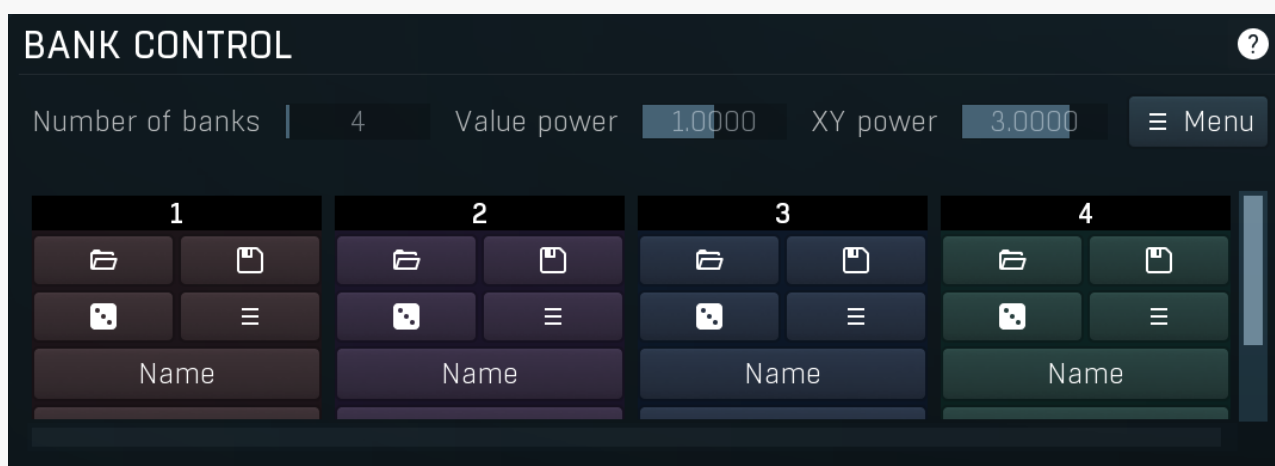 BANK CONTROL ?
Number of banks 4 Value power 1.0000 XY power 3.0000 Menu
1 2 3 4
Name Name Name Name